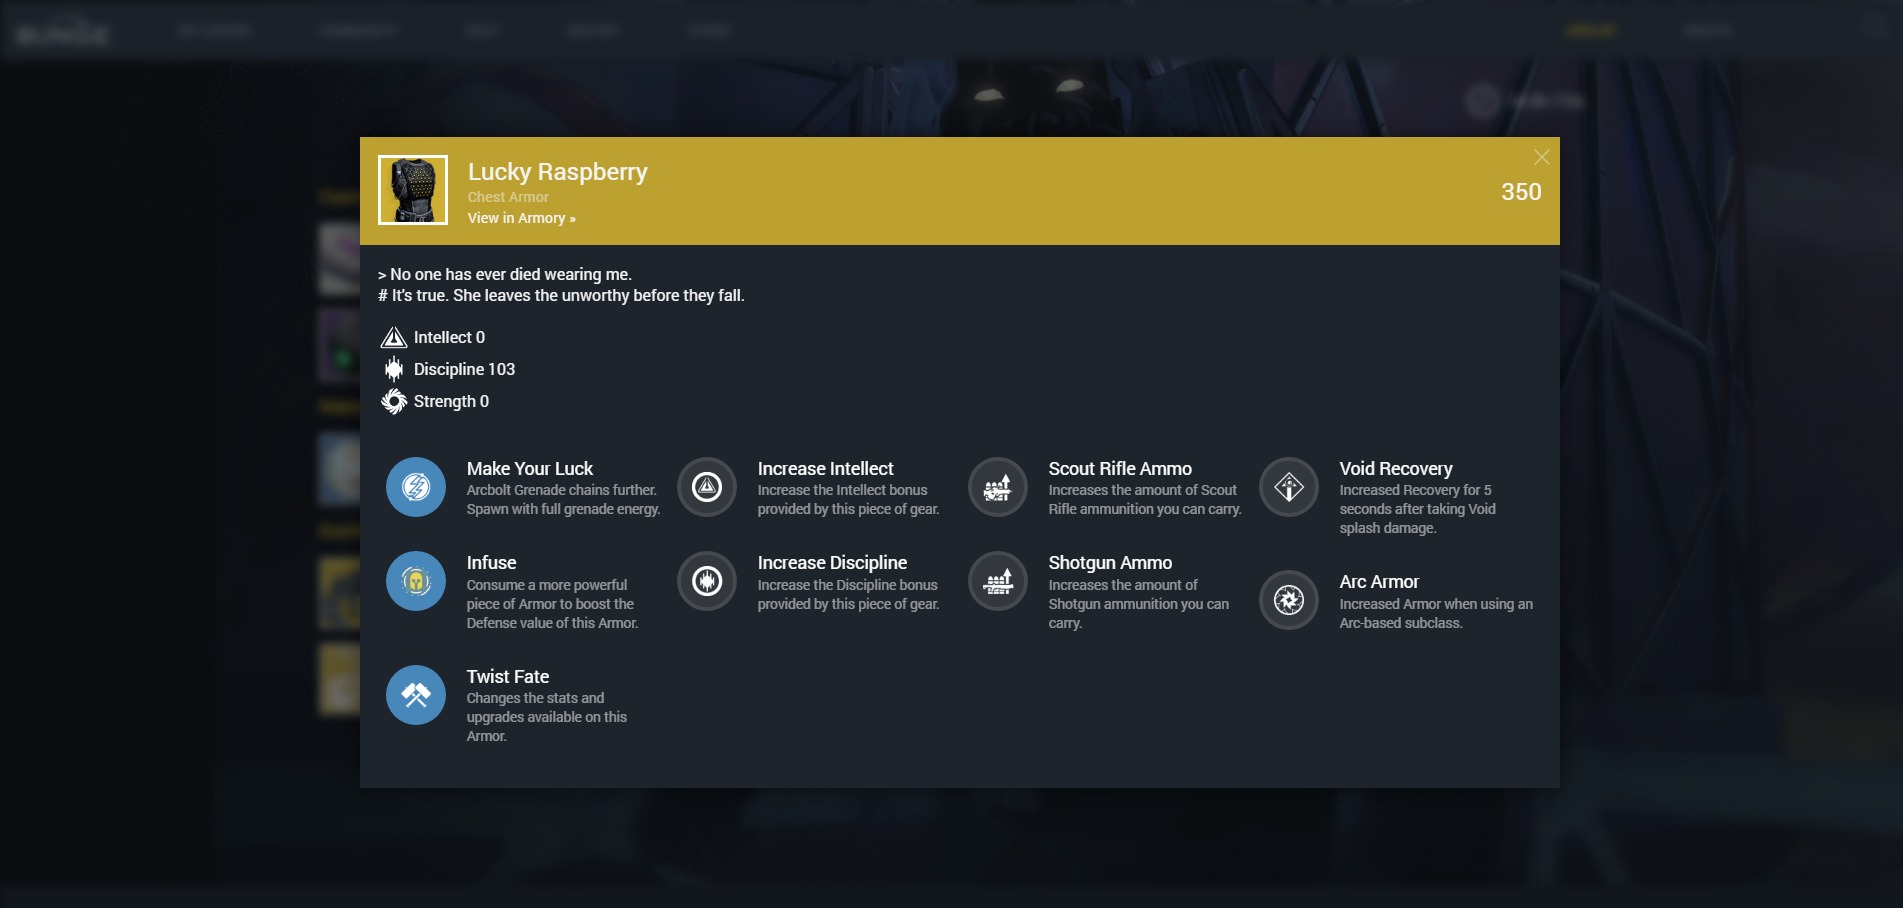 Lucky Raspberry
Chest Armor
View in Armory »
350
> No one has ever died wearing me.
# It's true. She leaves the unworthy before they fall.
Intellect 0
Discipline 103
Strength 0
Make Your Luck
Arcbolt Grenade chains further.
Spawn with full grenade energy.
Increase Intellect
Increase the Intellect bonus
provided by this piece of gear.
Scout Rifle Ammo
Increases the amount of Scout
Rifle ammunition you can carry.
Void Recovery
Increased Recovery for 5
seconds after taking Void
splash damage.
Infuse
Consume a more powerful
piece of Armor to boost the
Defense value of this Armor.
Increase Discipline
Increase the Discipline bonus
provided by this piece of gear.
Shotgun Ammo
Increases the amount of
Shotgun ammunition you can
carry.
Arc Armor
Increased Armor when using an
Arc-based subclass.
Twist Fate
Changes the stats and
upgrades available on this
Armor.